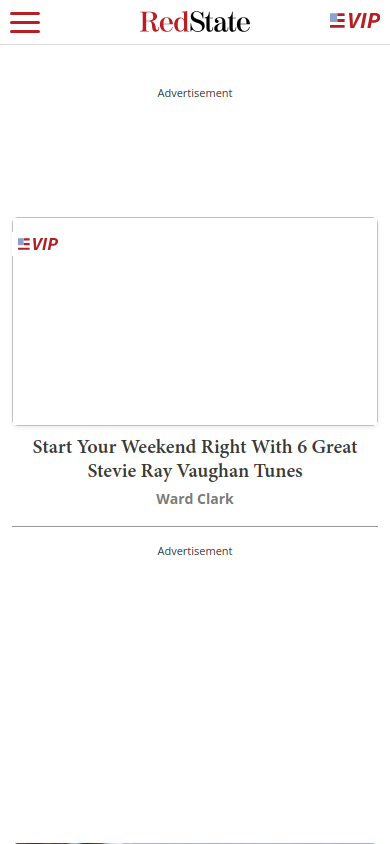 RedState
VIP
Advertisement
VIP
Start Your Weekend Right With 6 Great
Stevie Ray Vaughan Tunes
Ward Clark
Advertisement